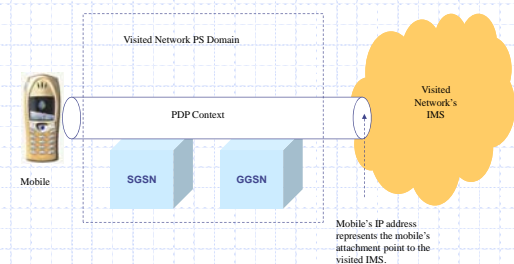 Visited Network PS Domain
Visited
Network's
IMS
PDP Context
SGSN
GGSN
Mobile
Mobile's IP address
represents the mobile's
attachment point to the
visited IMS.